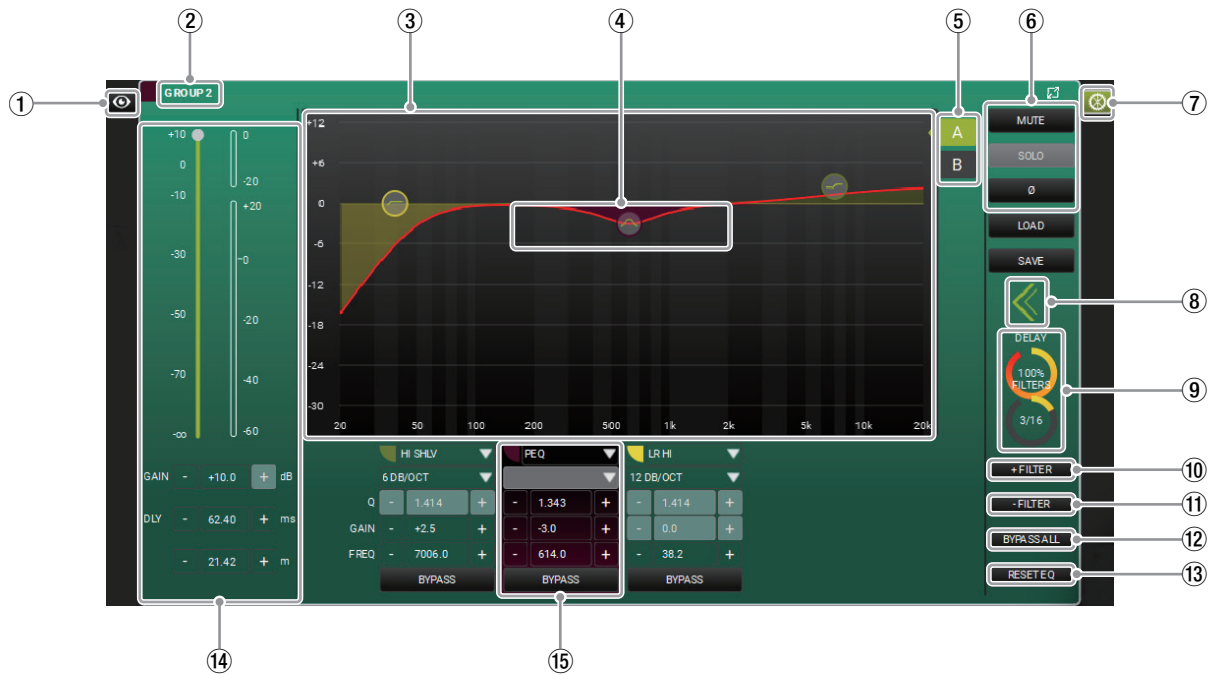 ② ③ ④ ⑤ ⑥
① GROUP 2 ⑦
+10 0
0
-20
-10 +20
-30 -0
-50 -20
-70 -40
-∞ -60
GAIN - +10.0 + dB
DLY - 62.40 + ms
- 21.42 + m
+12
+6
0
-6
-12
-18
-24
-30
20 50 100 200 500 1k 2k 5k 10k 20k
A
B
MUTE
SOLO
Ø
LOAD
SAVE
⑧
DELAY
100%
FILTERS
⑨
3/16
+FILTER ⑩
-FILTER ⑪
BYPASS ALL ⑫
RESET EQ ⑬
HI SHLV PEQ LR HI
6 DB/OCT 12 DB/OCT
Q - 1.414 + - 1.343 + - 1.414 +
GAIN - +2.5 + - -3.0 + - 0.0 +
FREQ - 7006.0 + - 614.0 + - 38.2 +
BYPASS BYPASS BYPASS
⑭ ⑮